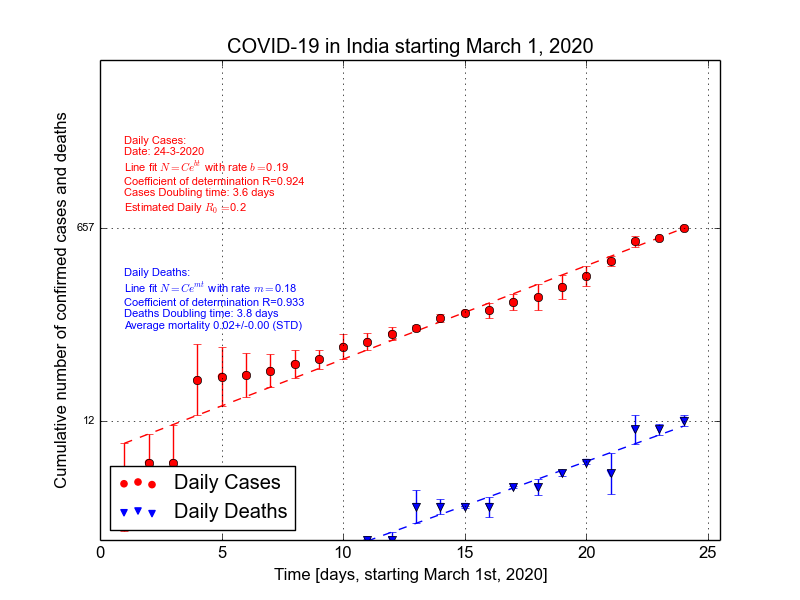 COVID-19 in India starting March 1, 2020
Cumulative number of confirmed cases and deaths
Daily Cases:
Date: 24-3-2020
Line fit N = Ce^{bt} with rate b =0.19
Coefficient of determination R=0.924
Cases Doubling time: 3.6 days
Estimated Daily R_0 =0.2
657
Daily Deaths:
Line fit N = Ce^{mt} with rate m =0.18
Coefficient of determination R=0.933
Deaths Doubling time: 3.8 days
Average mortality 0.02+/-0.00 (STD)
12
Daily Cases
Daily Deaths
0 5 10 15 20 25
Time [days, starting March 1st, 2020]